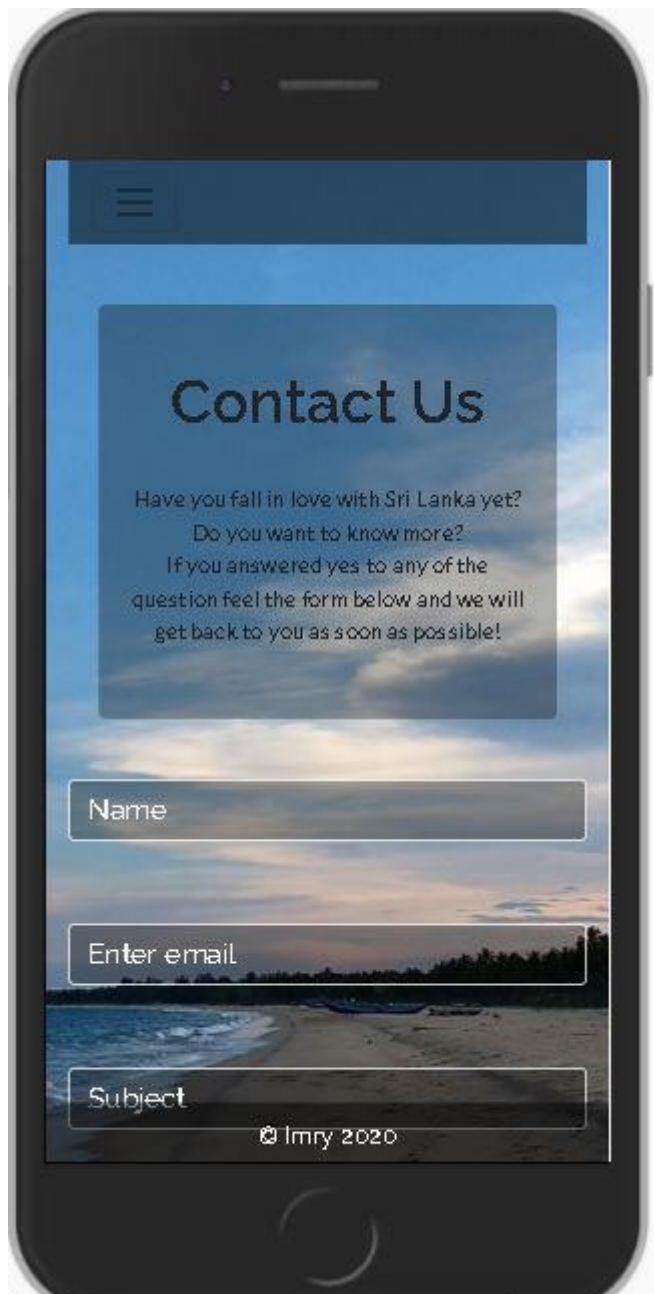 Contact Us
Have you fall in love with Sri Lanka yet?
Do you want to know more?
If you answered yes to any of the
question feel the form below and we will
get back to you as soon as possible!
Name
Enter email
Subject
© Imry 2020